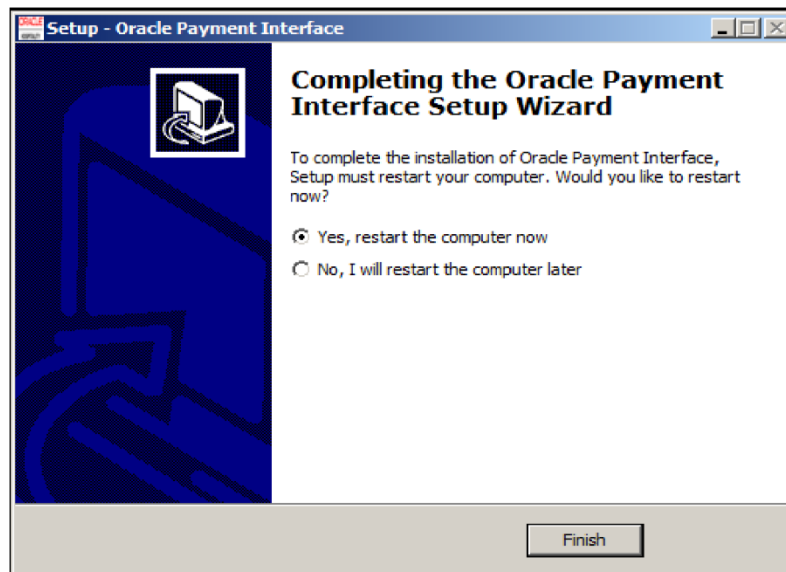 Setup - Oracle Payment Interface
Completing the Oracle Payment
Interface Setup Wizard
To complete the installation of Oracle Payment Interface,
Setup must restart your computer. Would you like to restart
now?
Yes, restart the computer now
No, I will restart the computer later
Finish